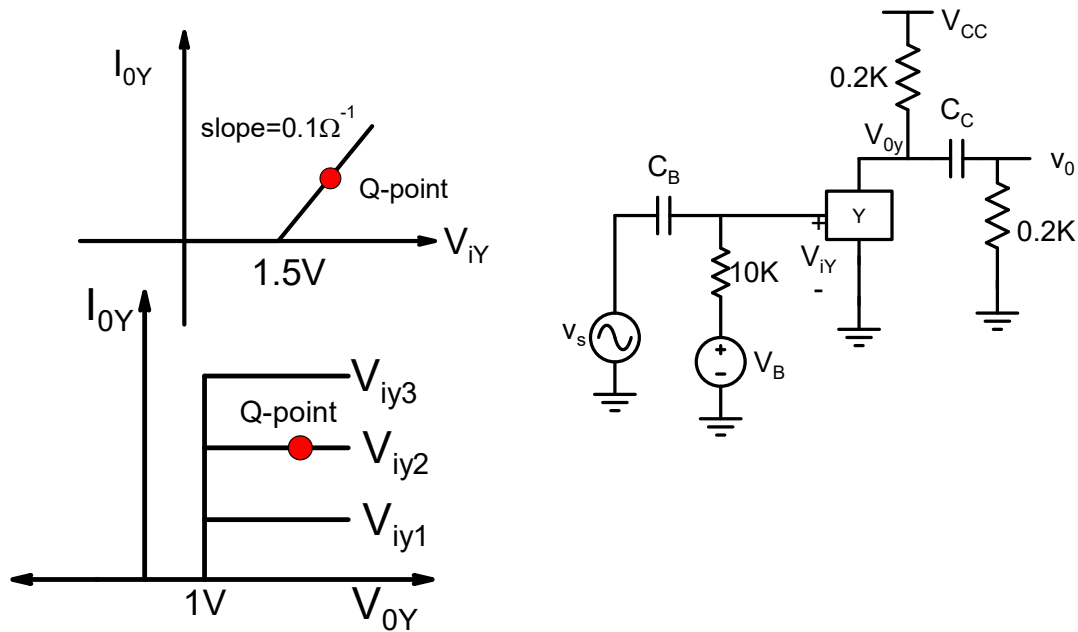 I0Y
slope=0.1Ω-1
Q-point
ViY
1.5V
I0Y
Viy3
Q-point
Viy2
Viy1
1V
V0Y
VCC
0.2K
CC
V0y
v0
CB
Y
+
0.2K
ViY
10K
-
vs
+
VB
-